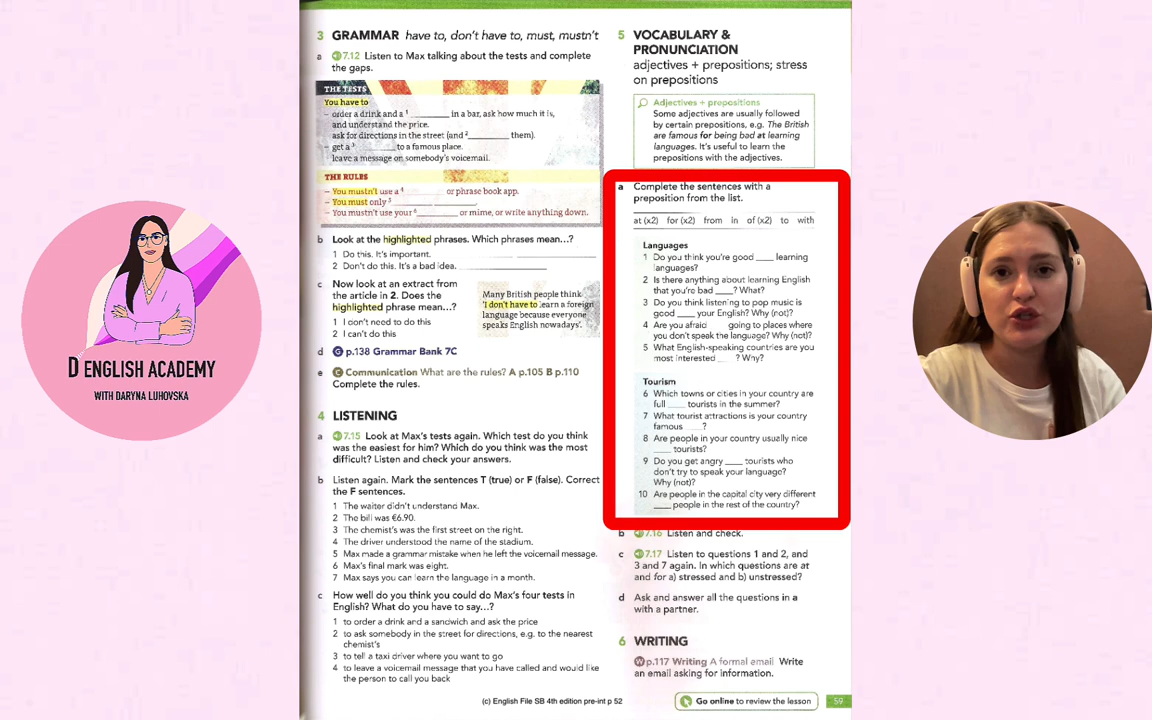 D ENGLISH ACADEMY
WITH DARYNA LUHOVSKA
3 GRAMMAR have to, don't have to, must, mustn't
a 7.12 Listen to Max talking about the tests and complete
the gaps.
THE TESTS
You have to
– order a drink and a 1 ________ in a bar, ask how much it is,
and understand the price.
ask for directions in the street (and 2 ________ them).
– get a 3 ________ to a famous place.
leave a message on somebody's voicemail.
THE RULES
– You mustn't use a 4 ________ or phrase book app.
– You must only 5 ________ ________.
– You mustn't use your 6 ________ or mime, or write anything down.
b Look at the highlighted phrases. Which phrases mean...?
1 Do this. It's important. ________ ________
2 Don't do this. It's a bad idea. ________
c Now look at an extract from
the article in 2. Does the
highlighted phrase mean...?
1 I don't need to do this
2 I can't do this
Many British people think
'I don't have to learn a foreign
language because everyone
speaks English nowadays'.
d G p.138 Grammar Bank 7C
e C Communication What are the rules? A p.105 B p.110
Complete the rules.
4 LISTENING
a 7.15 Look at Max's tests again. Which test do you think
was the easiest for him? Which do you think was the most
difficult? Listen and check your answers.
b Listen again. Mark the sentences T (true) or F (false). Correct
the F sentences.
1 The waiter didn't understand Max.
2 The bill was €6.90.
3 The chemist's was the first street on the right.
4 The driver understood the name of the stadium.
5 Max made a grammar mistake when he left the voicemail message.
6 Max's final mark was eight.
7 Max says you can learn the language in a month.
c How well do you think you could do Max's four tests in
English? What do you have to say...?
1 to order a drink and a sandwich and ask the price
2 to ask somebody in the street for directions, e.g. to the nearest
chemist's
3 to tell a taxi driver where you want to go
4 to leave a voicemail message that you have called and would like
the person to call you back
5 VOCABULARY &
PRONUNCIATION
adjectives + prepositions; stress
on prepositions
Adjectives + prepositions
Some adjectives are usually followed
by certain prepositions, e.g. The British
are famous for being bad at learning
languages. It's useful to learn the
prepositions with the adjectives.
a Complete the sentences with a
preposition from the list.
at (x2) for (x2) from in of (x2) to with
Languages
1 Do you think you're good ____ learning
languages?
2 Is there anything about learning English
that you're bad ____? What?
3 Do you think listening to pop music is
good ____ your English? Why (not)?
4 Are you afraid ____ going to places where
you don't speak the language? Why (not)?
5 What English-speaking countries are you
most interested ____? Why?
Tourism
6 Which towns or cities in your country are
full ____ tourists in the summer?
7 What tourist attractions is your country
famous ____?
8 Are people in your country usually nice
____ tourists?
9 Do you get angry ____ tourists who
don't try to speak your language?
Why (not)?
10 Are people in the capital city very different
____ people in the rest of the country?
b 7.16 Listen and check.
c 7.17 Listen to questions 1 and 2, and
3 and 7 again. In which questions are at
and for a) stressed and b) unstressed?
d Ask and answer all the questions in a
with a partner.
6 WRITING
W p.117 Writing A formal email Write
an email asking for information.
(c) English File SB 4th edition pre-int p 52
Go online to review the lesson
59